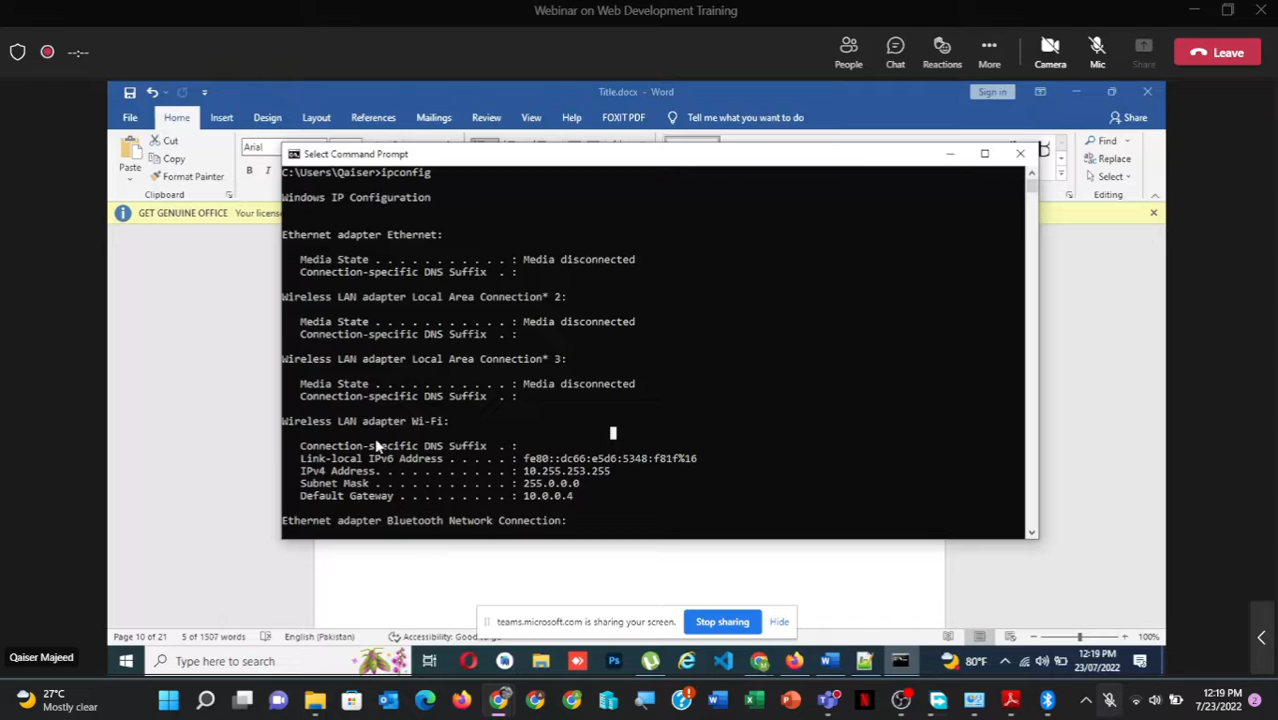 Webinar on Web Development Training
--:--
People
Chat
Reactions
More
Camera
Mic
Share
Leave
Title.docx - Word
Sign in
File
Home
Insert
Design
Layout
References
Mailings
Review
View
Help
FOXIT PDF
Tell me what you want to do
Share
Paste
Cut
Copy
Format Painter
Clipboard
Arial
B
I
Find
Replace
Select
Editing
GET GENUINE OFFICE
Select Command Prompt
C:\Users\Qaiser>ipconfig
Windows IP Configuration
Ethernet adapter Ethernet:
Media State . . . . . . . . . . . : Media disconnected
Connection-specific DNS Suffix . :
Wireless LAN adapter Local Area Connection* 2:
Media State . . . . . . . . . . . : Media disconnected
Connection-specific DNS Suffix . :
Wireless LAN adapter Local Area Connection* 3:
Media State . . . . . . . . . . . : Media disconnected
Connection-specific DNS Suffix . :
Wireless LAN adapter Wi-Fi:
Connection-specific DNS Suffix . :
Link-local IPv6 Address . . . . . : fe80::dc66:e5d6:5348:f81f%16
IPv4 Address. . . . . . . . . . . : 10.255.253.255
Subnet Mask . . . . . . . . . . . : 255.0.0.0
Default Gateway . . . . . . . . . : 10.0.0.4
Ethernet adapter Bluetooth Network Connection:
teams.microsoft.com is sharing your screen.
Stop sharing
Hide
Page 10 of 21
5 of 1507 words
English (Pakistan)
Accessibility:
100%
Qaiser Majeed
Type here to search
80°F
12:19 PM
23/07/2022
27°C
Mostly clear
12:19 PM
7/23/2022
2